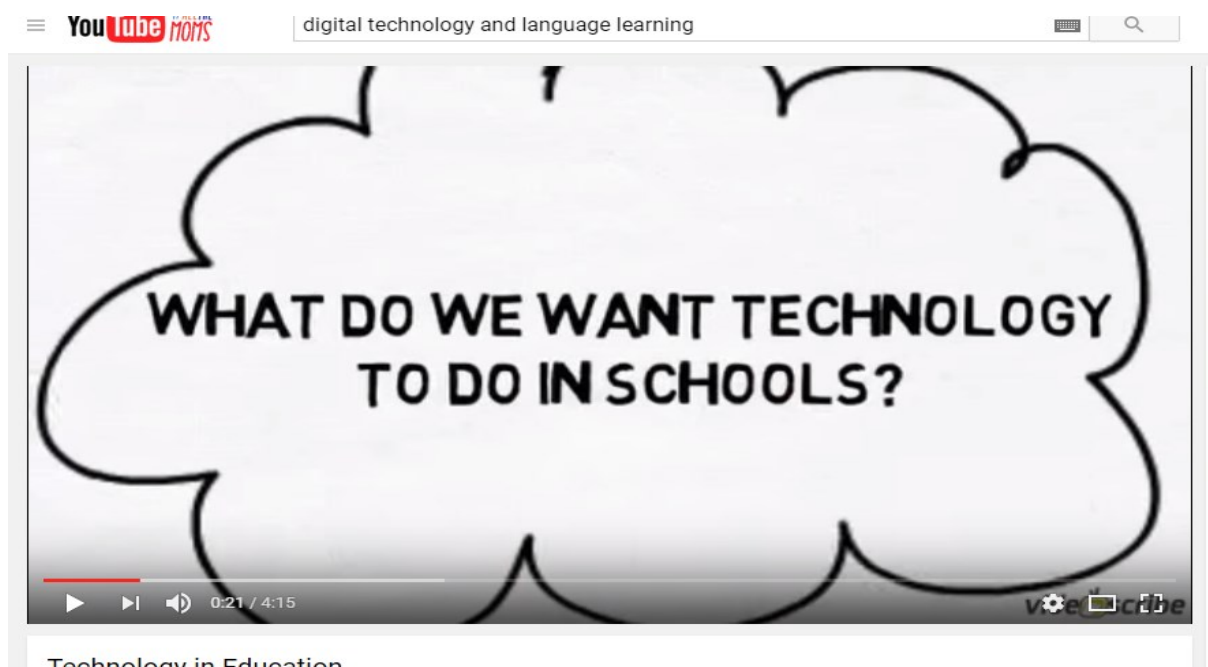 YouTube MOMS digital technology and language learning
WHAT DO WE WANT TECHNOLOGY
TO DO IN SCHOOLS?
0:21 / 4:15
Technology in Education